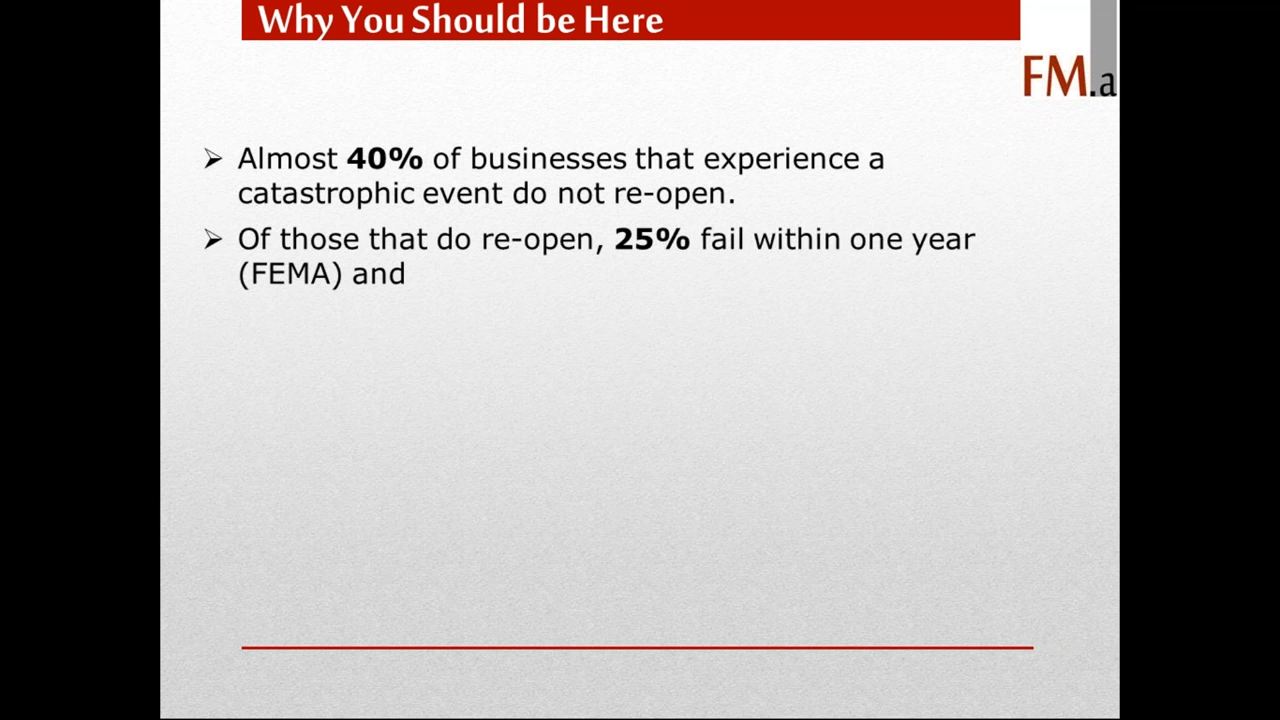 Why You Should be Here
FM.a
Almost 40% of businesses that experience a
catastrophic event do not re-open.
Of those that do re-open, 25% fail within one year
(FEMA) and